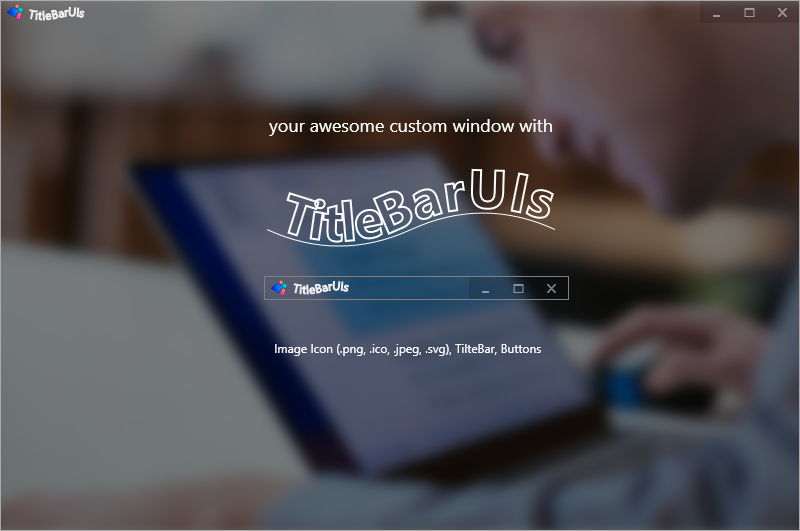 TitleBarUIs
your awesome custom window with
TitleBarUIs
TitleBarUIs
Image Icon (.png, .ico, .jpeg, .svg), TilteBar, Buttons